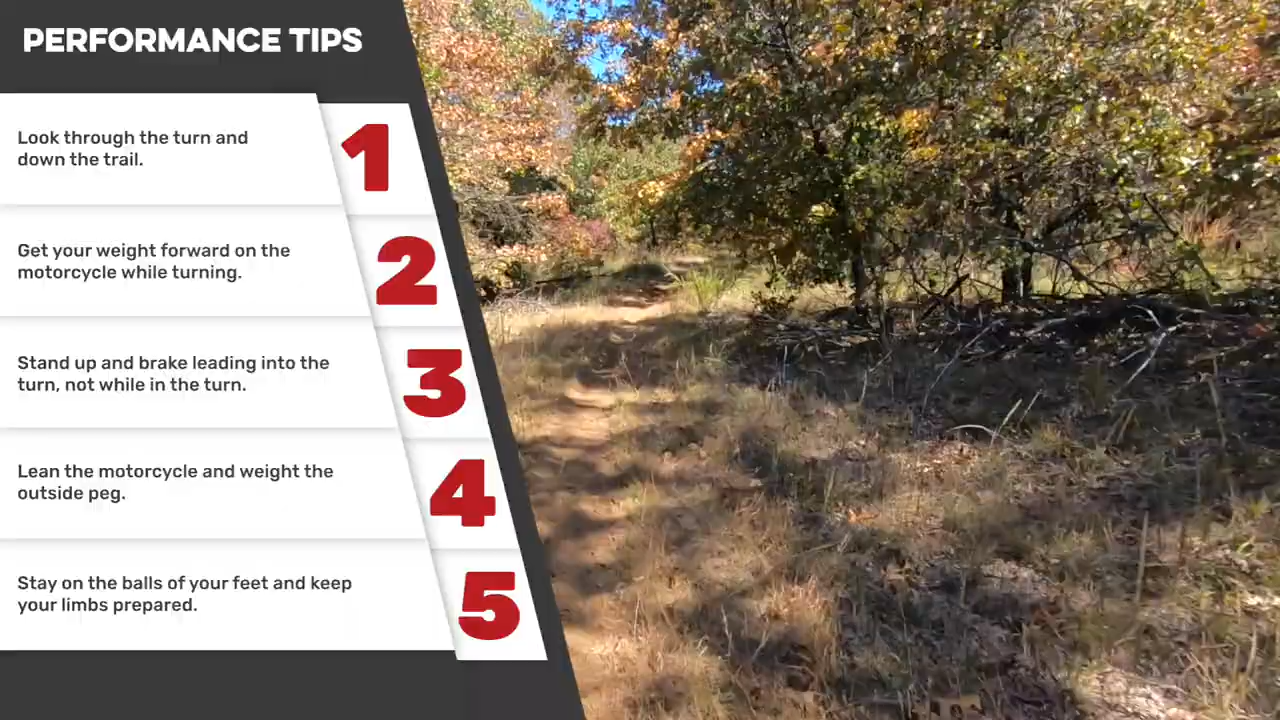 PERFORMANCE TIPS
Look through the turn and
down the trail.
1
Get your weight forward on the
motorcycle while turning.
2
Stand up and brake leading into the
turn, not while in the turn.
3
Lean the motorcycle and weight the
outside peg.
4
Stay on the balls of your feet and keep
your limbs prepared.
5